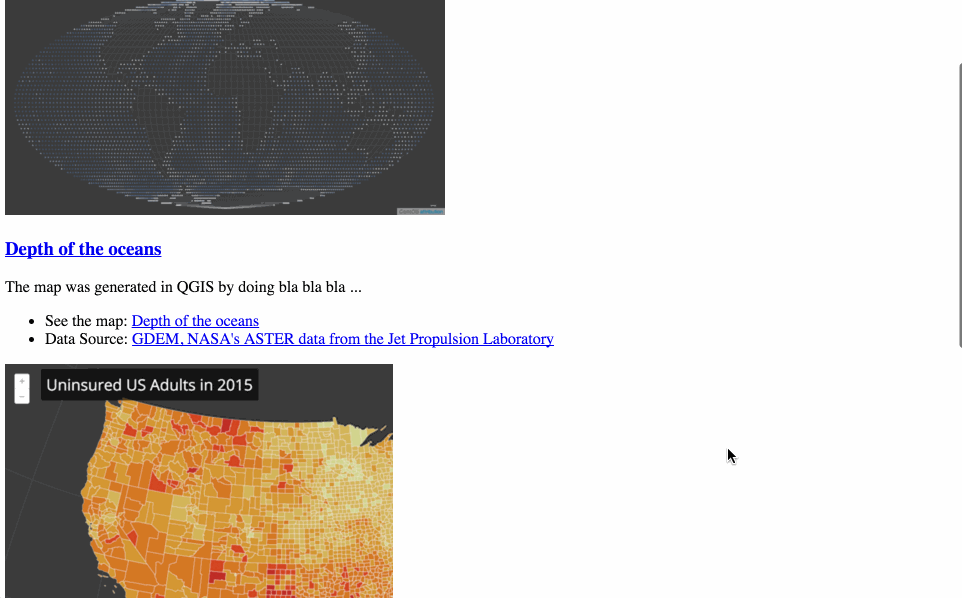 Depth of the oceans
The map was generated in QGIS by doing bla bla bla ...
See the map: Depth of the oceans
Data Source: GDEM, NASA's ASTER data from the Jet Propulsion Laboratory
+
Uninsured US Adults in 2015
−